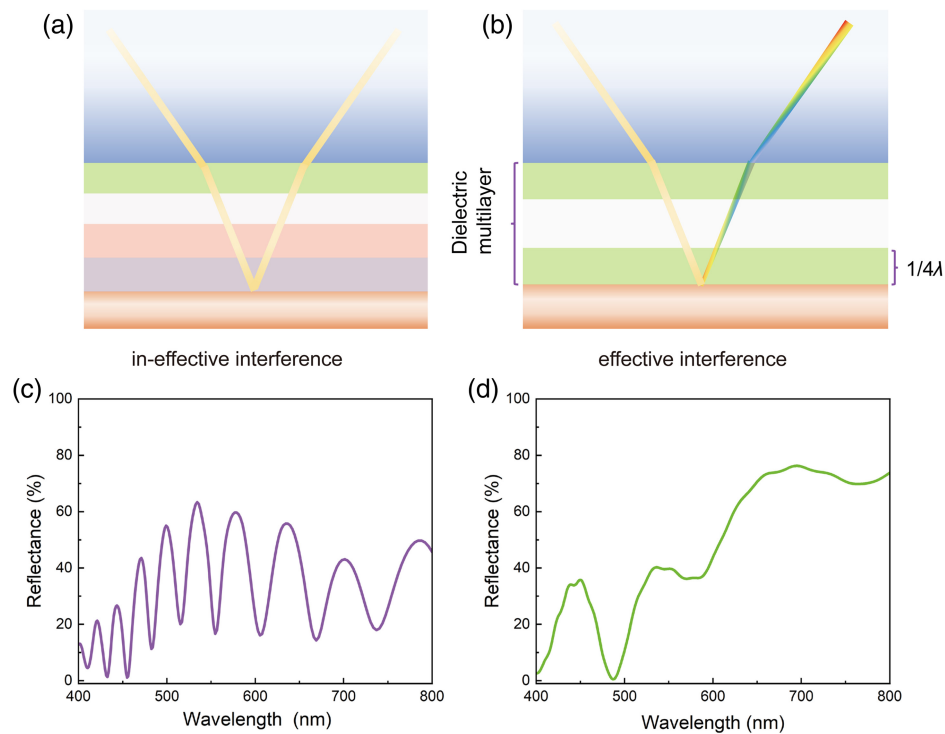 (a)
(b)
Dielectric
multilayer
1/4λ
in-effective interference
effective interference
(c)
(d)
100
80
60
40
20
0
Reflectance (%)
400
500
600
700
800
Wavelength (nm)
100
80
60
40
20
0
Reflectance (%)
400
500
600
700
800
Wavelength (nm)